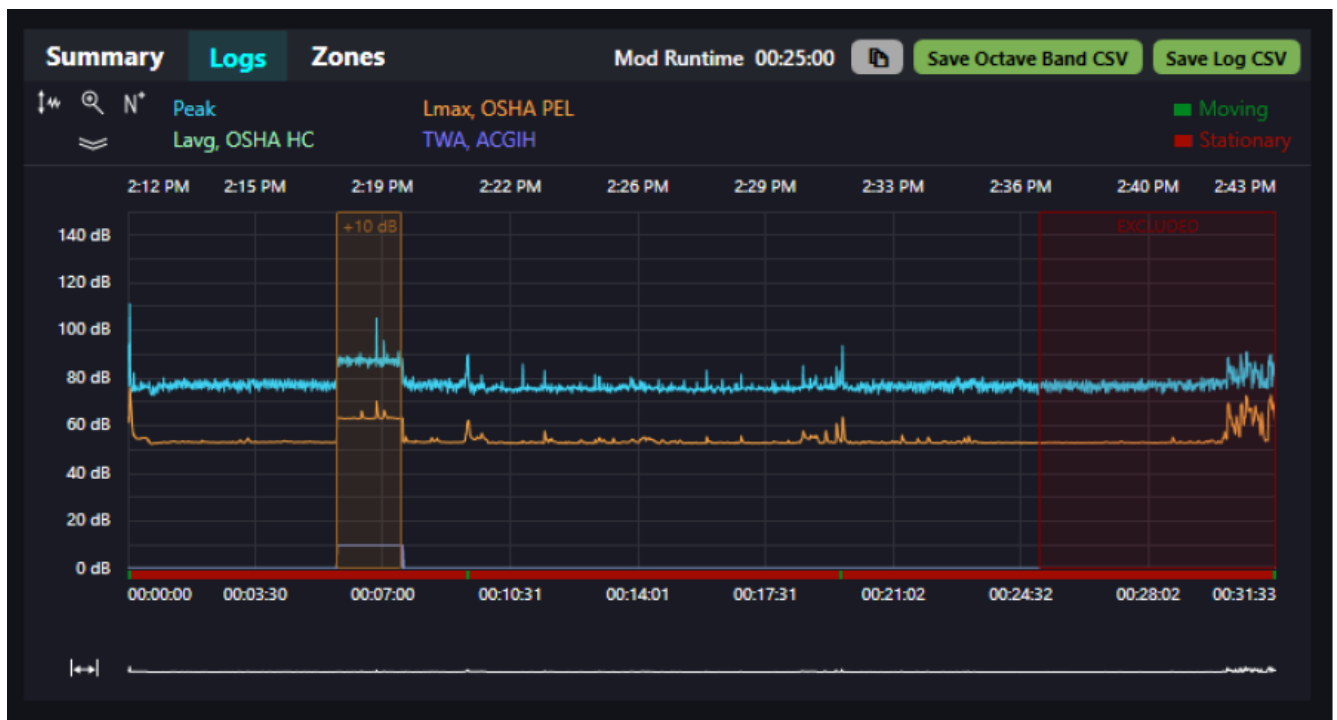 Summary Logs Zones Mod Runtime 00:25:00 Save Octave Band CSV Save Log CSV
N+ Peak Lmax, OSHA PEL Moving
Lavg, OSHA HC TWA, ACGIH Stationary
2:12 PM 2:15 PM 2:19 PM 2:22 PM 2:26 PM 2:29 PM 2:33 PM 2:36 PM 2:40 PM 2:43 PM
+10 dB EXCLUDED
140 dB
120 dB
100 dB
80 dB
60 dB
40 dB
20 dB
0 dB
00:00:00 00:03:30 00:07:00 00:10:31 00:14:01 00:17:31 00:21:02 00:24:32 00:28:02 00:31:33